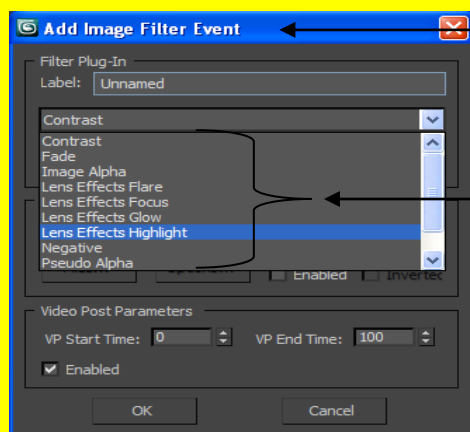 Add Image Filter Event
Filter Plug-In
Label: Unnamed
Contrast
Contrast
Fade
Image Alpha
Lens Effects Flare
Lens Effects Focus
Lens Effects Glow
Lens Effects Highlight
Negative
Pseudo Alpha
Enabled Inverted
Video Post Parameters
VP Start Time: 0 VP End Time: 100
Enabled
OK Cancel